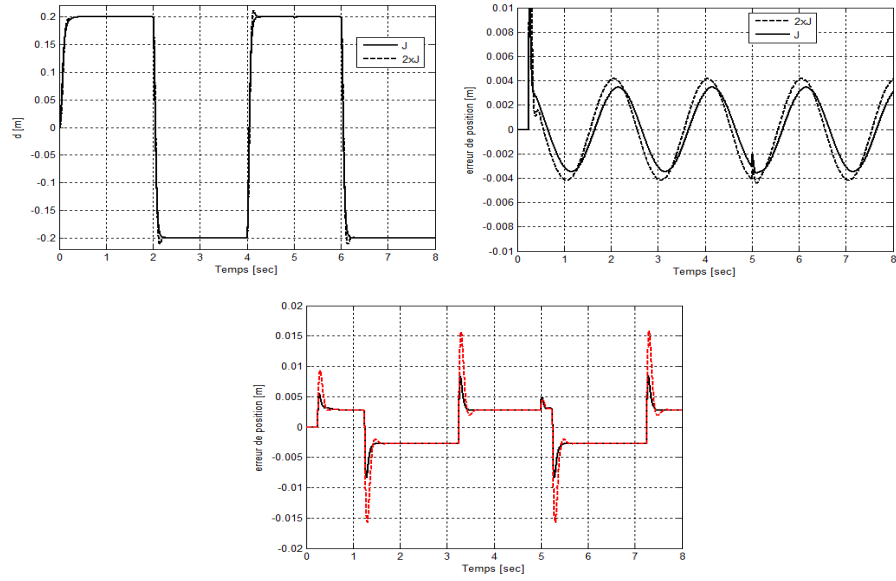 0.2
0.15
0.1
0.05
0
-0.05
-0.1
-0.15
-0.2
d [m]
J
2xJ
0 1 2 3 4 5 6 7 8
Temps [sec]
0.01
0.008
0.006
0.004
0.002
0
-0.002
-0.004
-0.006
-0.008
-0.01
erreur de position [m]
2xJ
J
0 1 2 3 4 5 6 7 8
Temps [sec]
0.02
0.015
0.01
0.005
0
-0.005
-0.01
-0.015
-0.02
erreur de position [m]
0 1 2 3 4 5 6 7 8
Temps [sec]